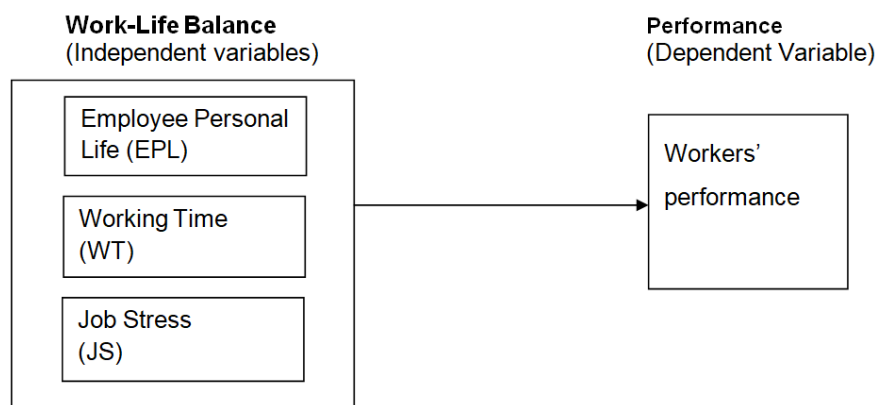 Work-Life Balance
(Independent variables)
Employee Personal
Life (EPL)
Working Time
(WT)
Job Stress
(JS)
Performance
(Dependent Variable)
Workers’
performance